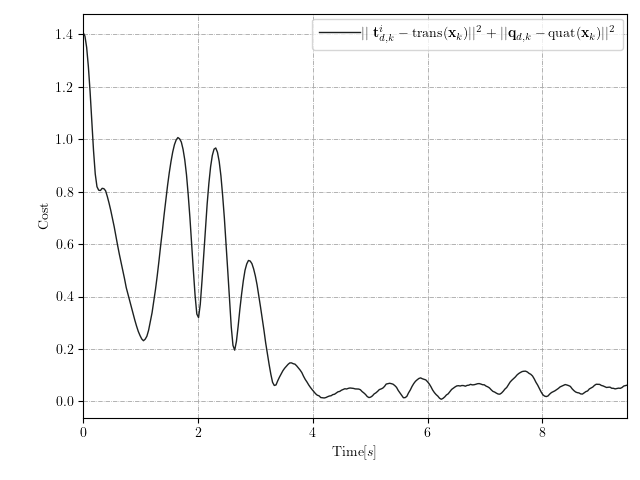 || t^i_{d,k} − trans(x_k)||² + ||q_{d,k} − quat(x_k)||²
1.4
1.2
1.0
0.8
0.6
0.4
0.2
0.0
Cost
0 2 4 6 8
Time[s]